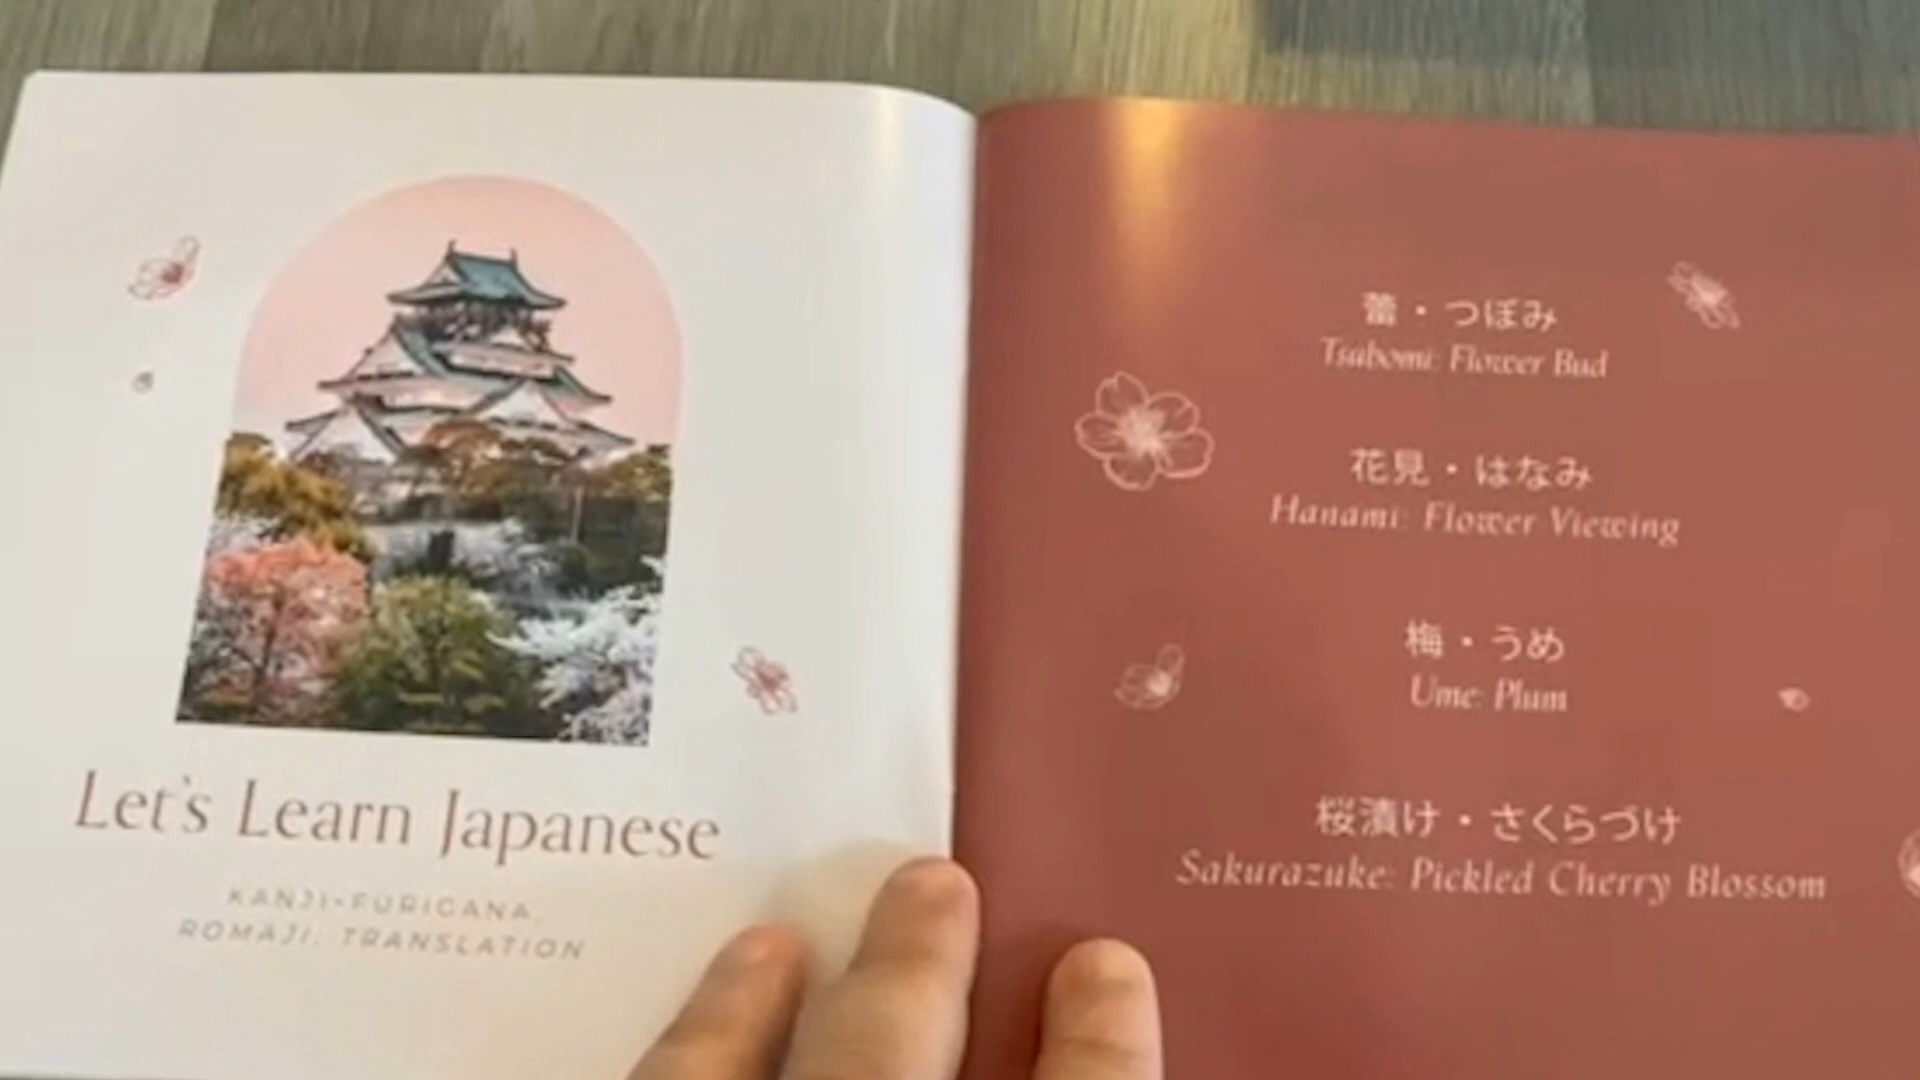 Let's Learn Japanese
KANJI・FURIGANA,
ROMAJI: TRANSLATION
蕾・つぼみ
Tsubomi: Flower Bud
花見・はなみ
Hanami: Flower Viewing
梅・うめ
Ume: Plum
桜漬け・さくらづけ
Sakurazuke: Pickled Cherry Blossom